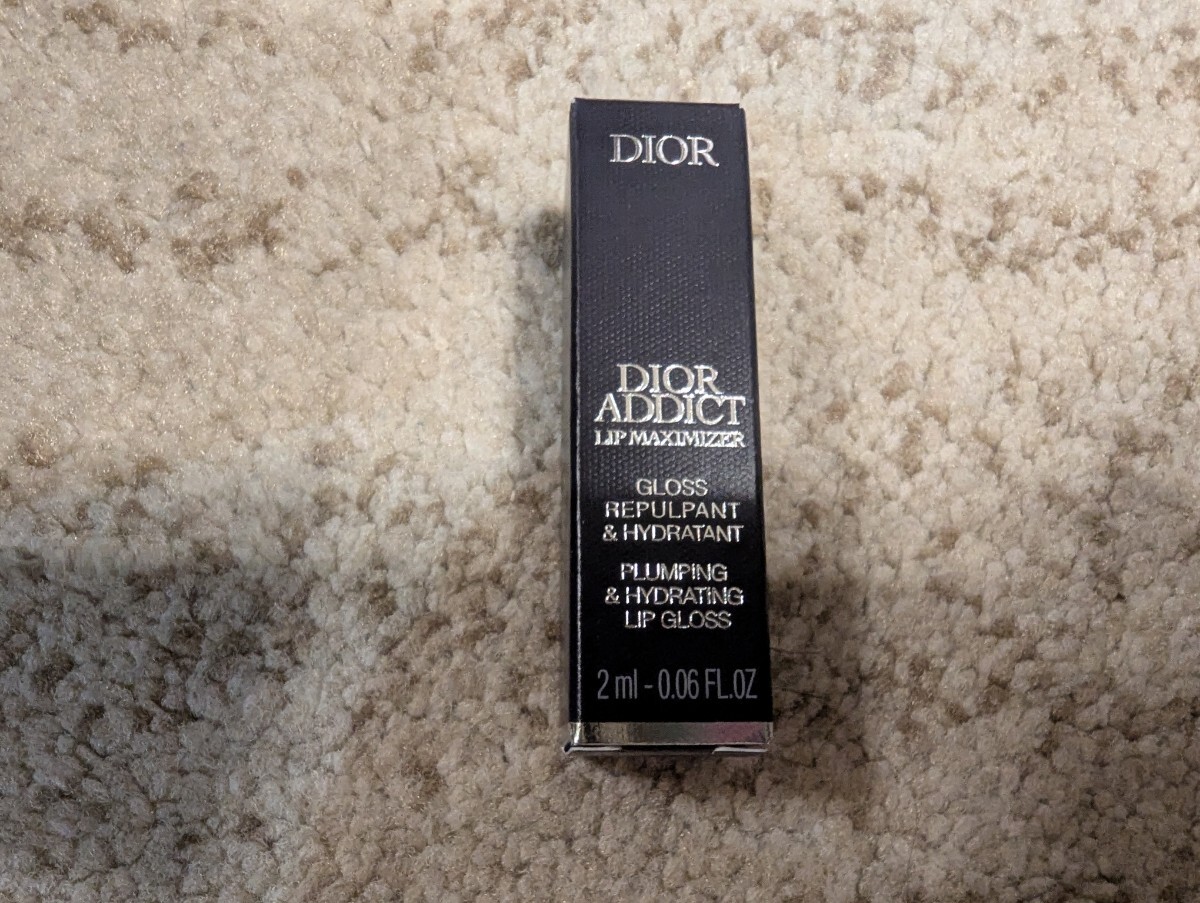 DIOR
DIOR
ADDICT
LIP MAXIMIZER
GLOSS
REPULPANT
& HYDRATANT
PLUMPING
& HYDRATING
LIP GLOSS
2 ml - 0.06 FL.OZ